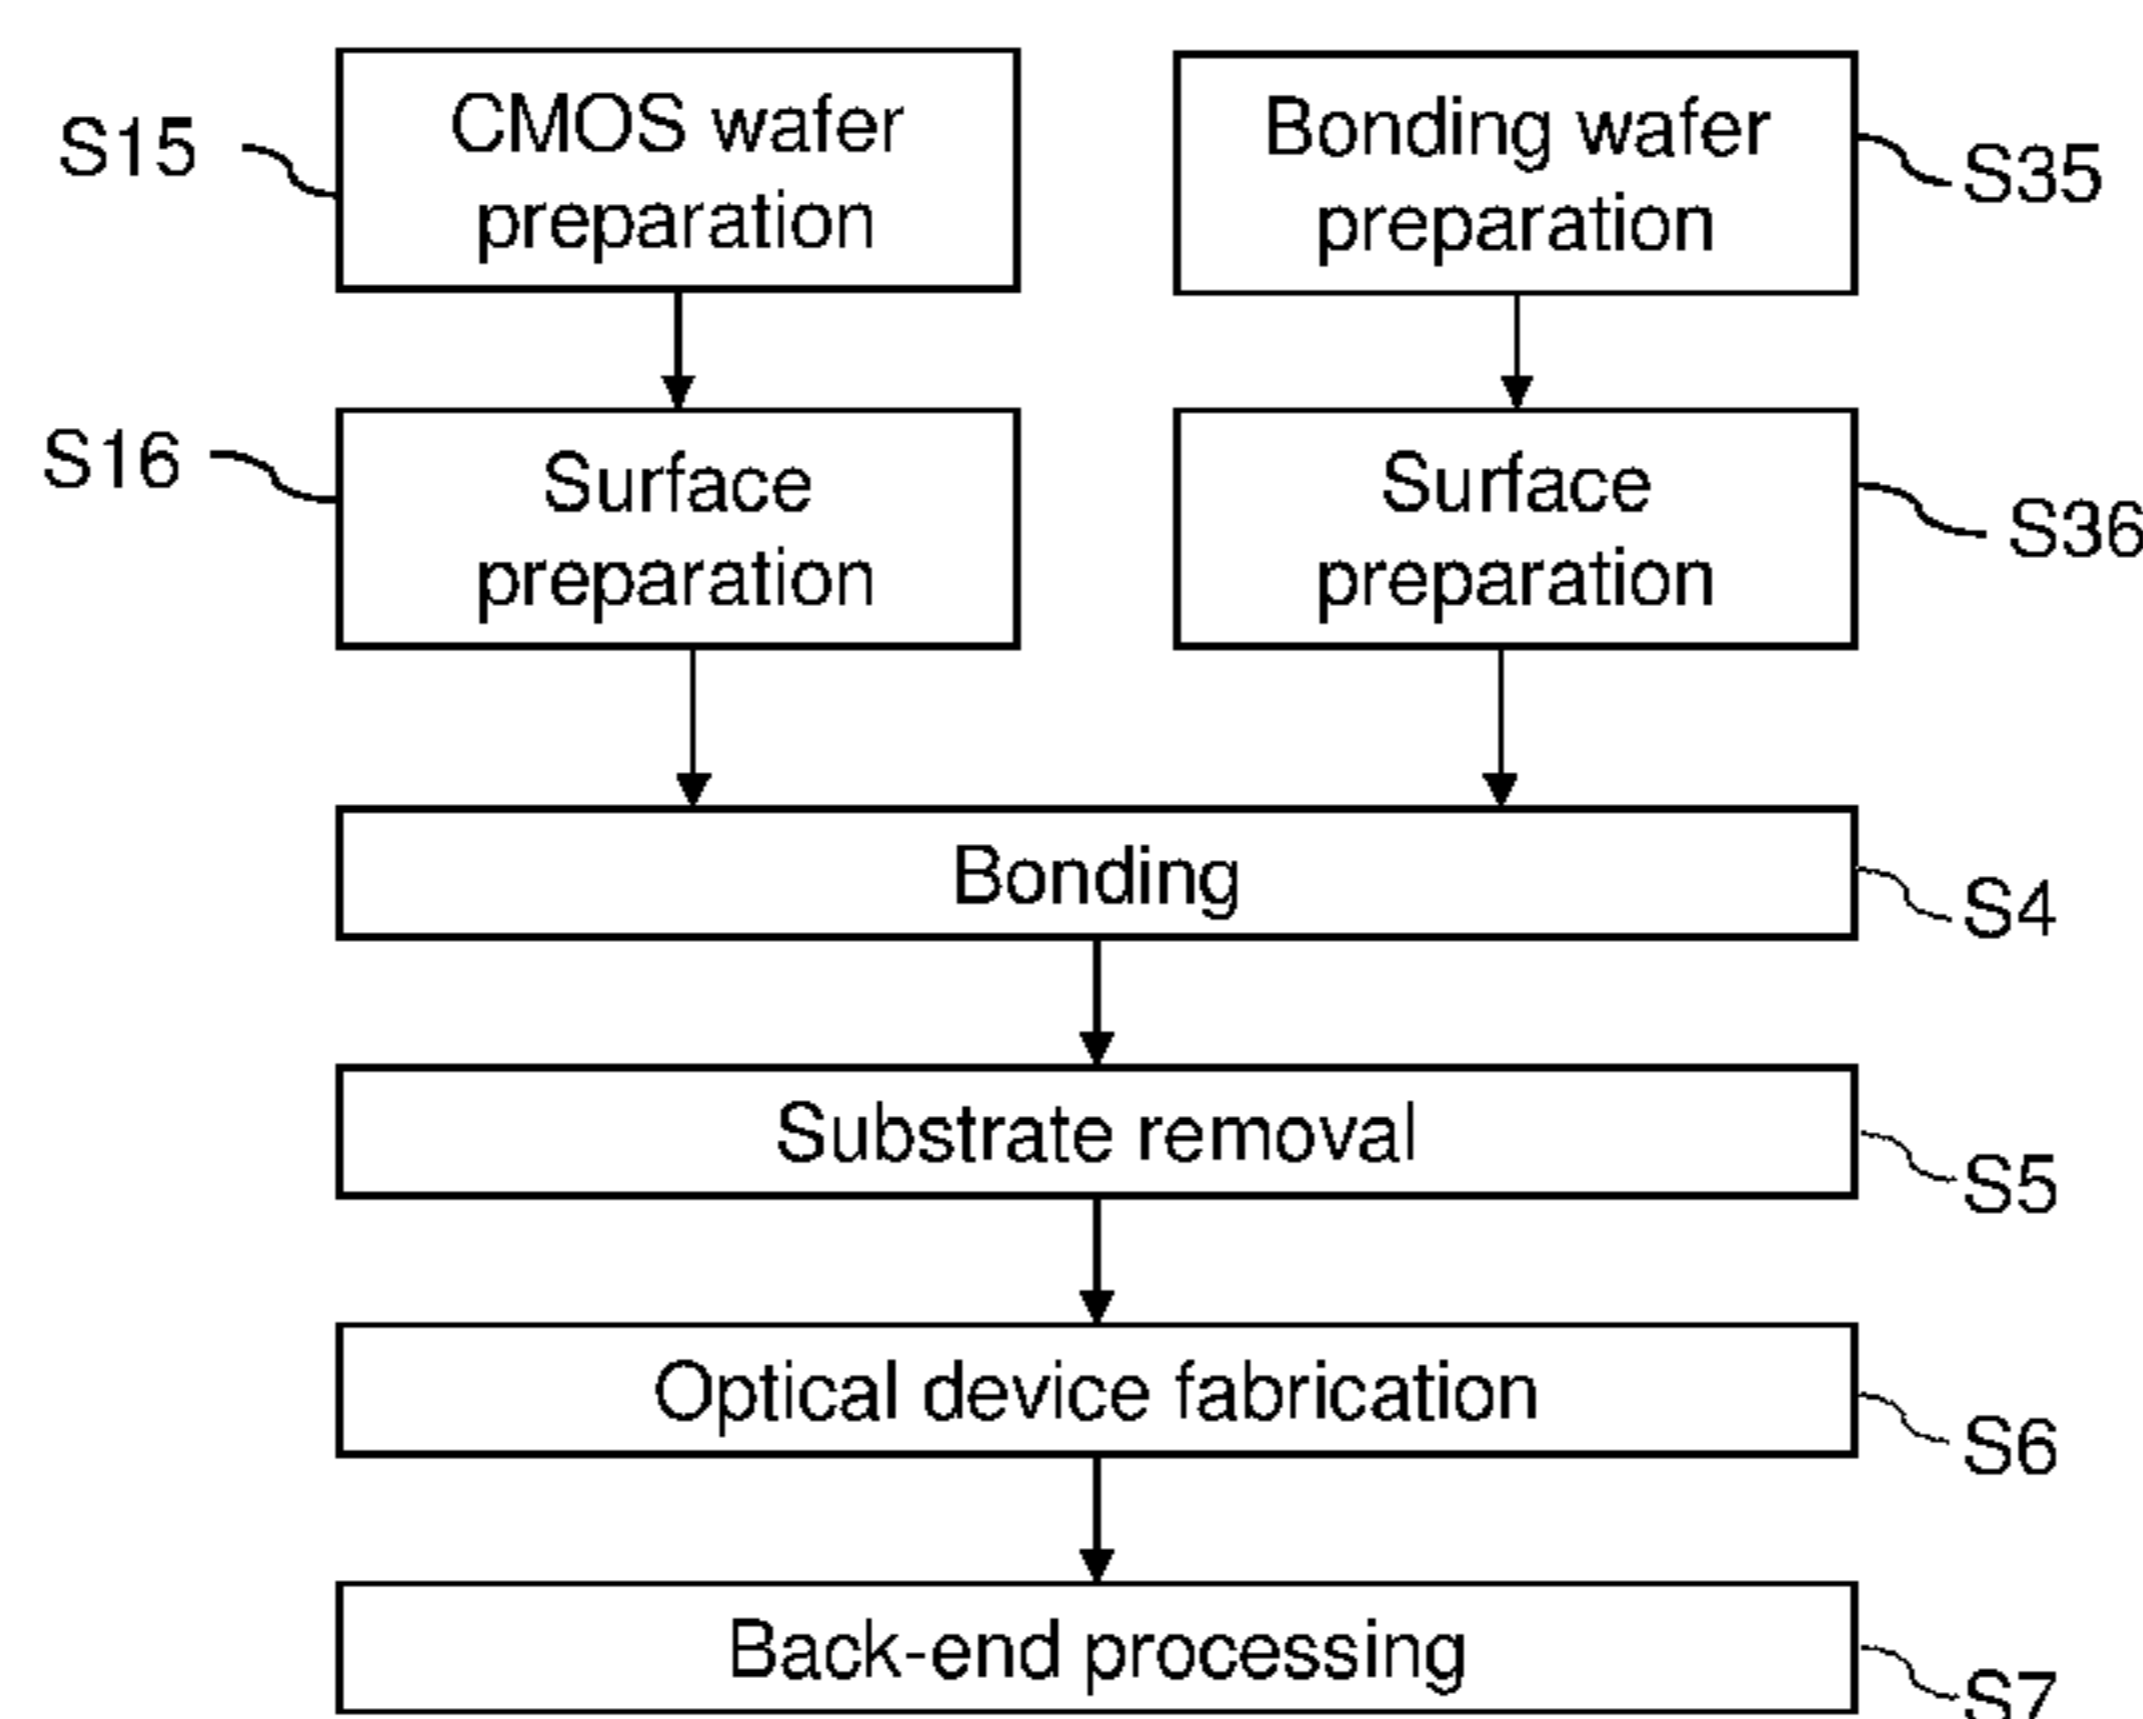 S15
CMOS wafer
preparation
Bonding wafer
preparation
S35
S16
Surface
preparation
Surface
preparation
S36
Bonding
S4
Substrate removal
S5
Optical device fabrication
S6
Back-end processing
S7